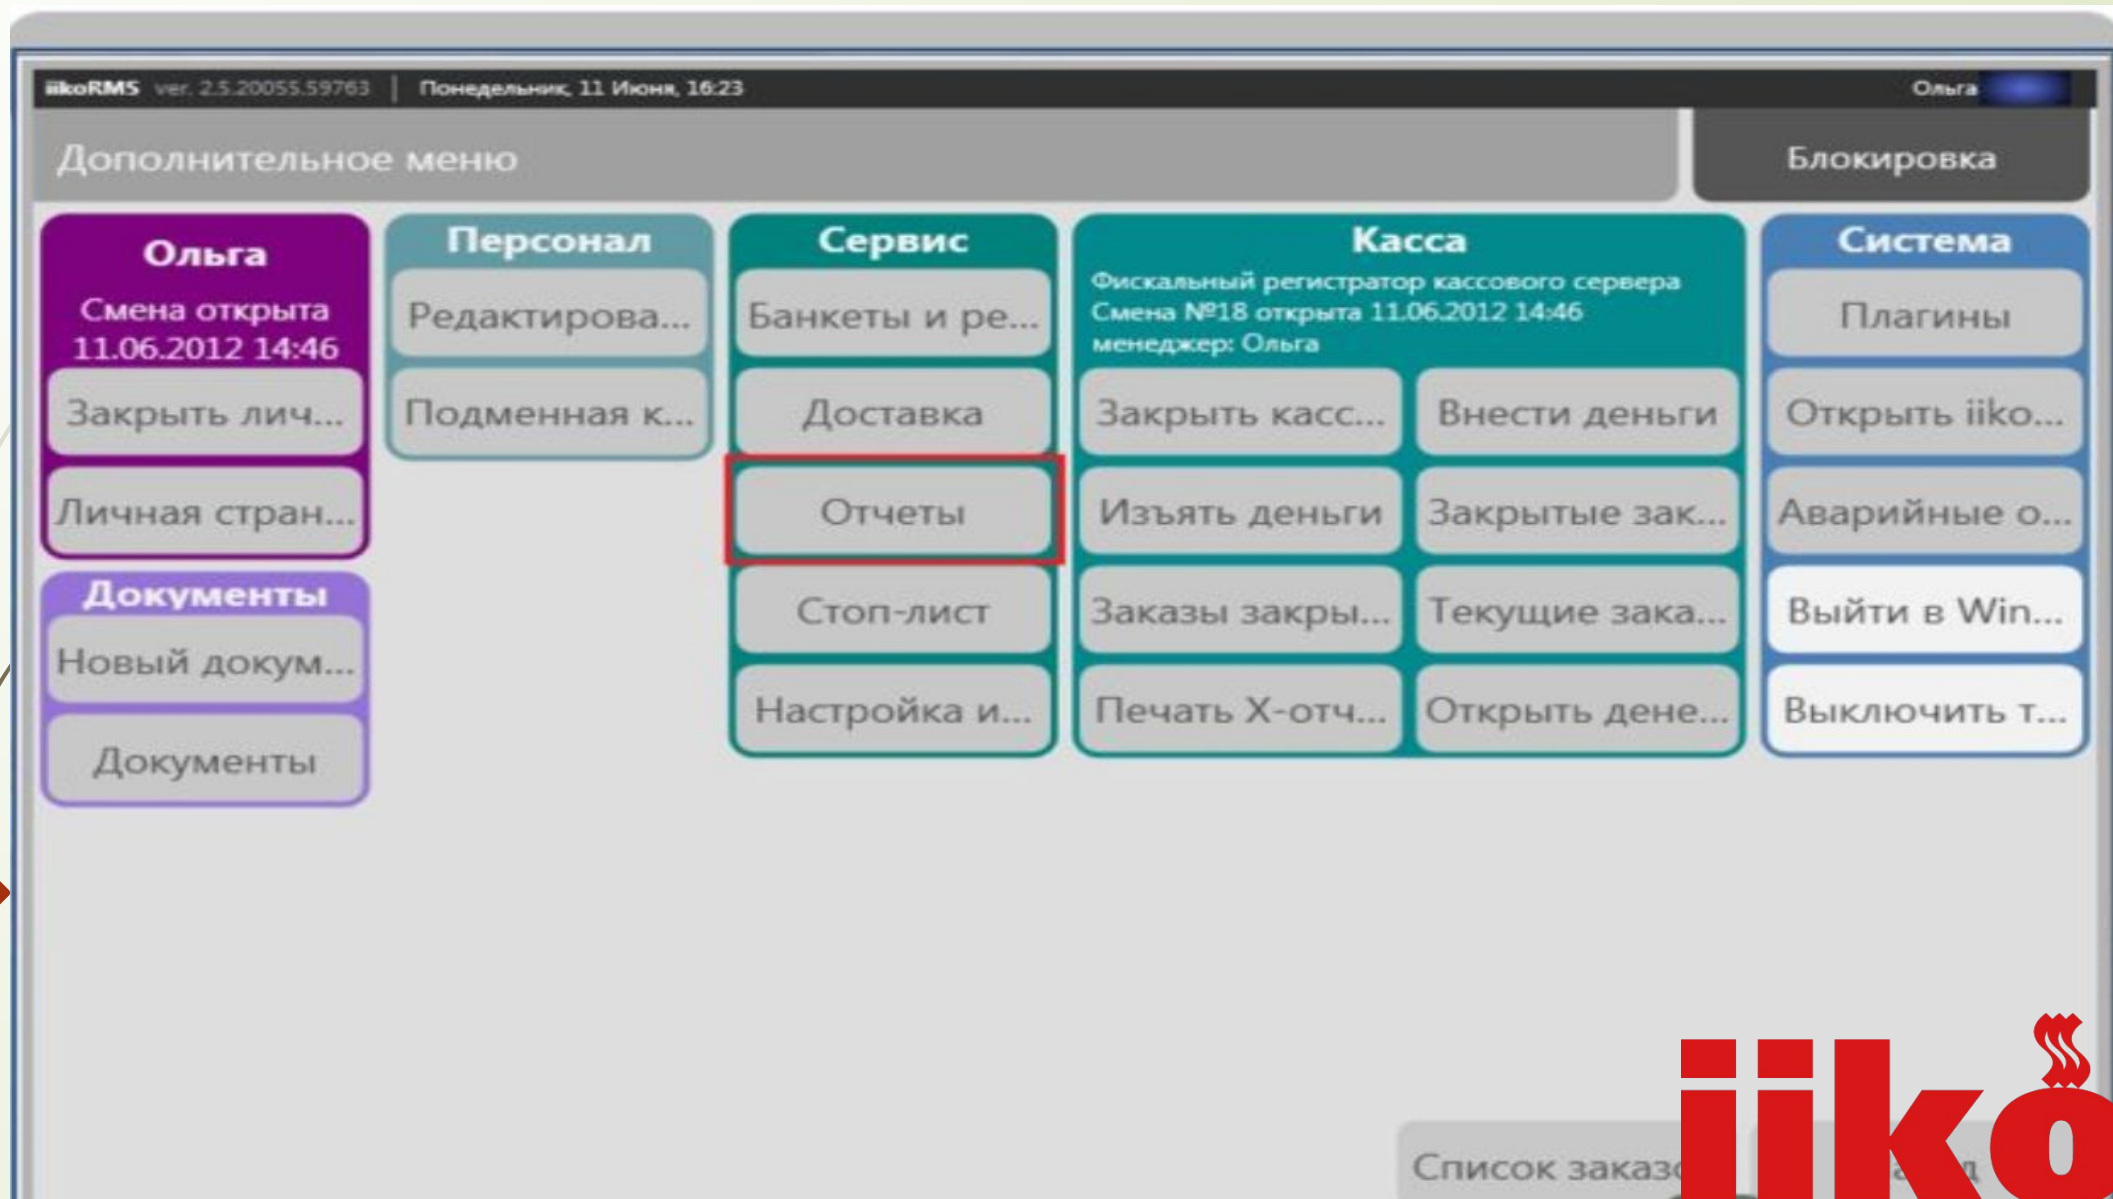 iikoRMS ver. 2.5.20055.59763 | Понедельник, 11 Июня, 16:23
Ольга
Дополнительное меню
Блокировка
Ольга
Смена открыта
11.06.2012 14:46
Закрыть лич...
Личная стран...
Документы
Новый докум...
Документы
Персонал
Редактирова...
Подменная к...
Сервис
Банкеты и ре...
Доставка
Отчеты
Стоп-лист
Настройка и...
Касса
Фискальный регистратор кассового сервера
Смена №18 открыта 11.06.2012 14:46
менеджер: Ольга
Закрыть касс...
Внести деньги
Изъять деньги
Закрытые зак...
Заказы закры...
Текущие зака...
Печать X-отч...
Открыть дене...
Система
Плагины
Открыть iiko...
Аварийные о...
Выйти в Win...
Выключить т...
Список
iiko